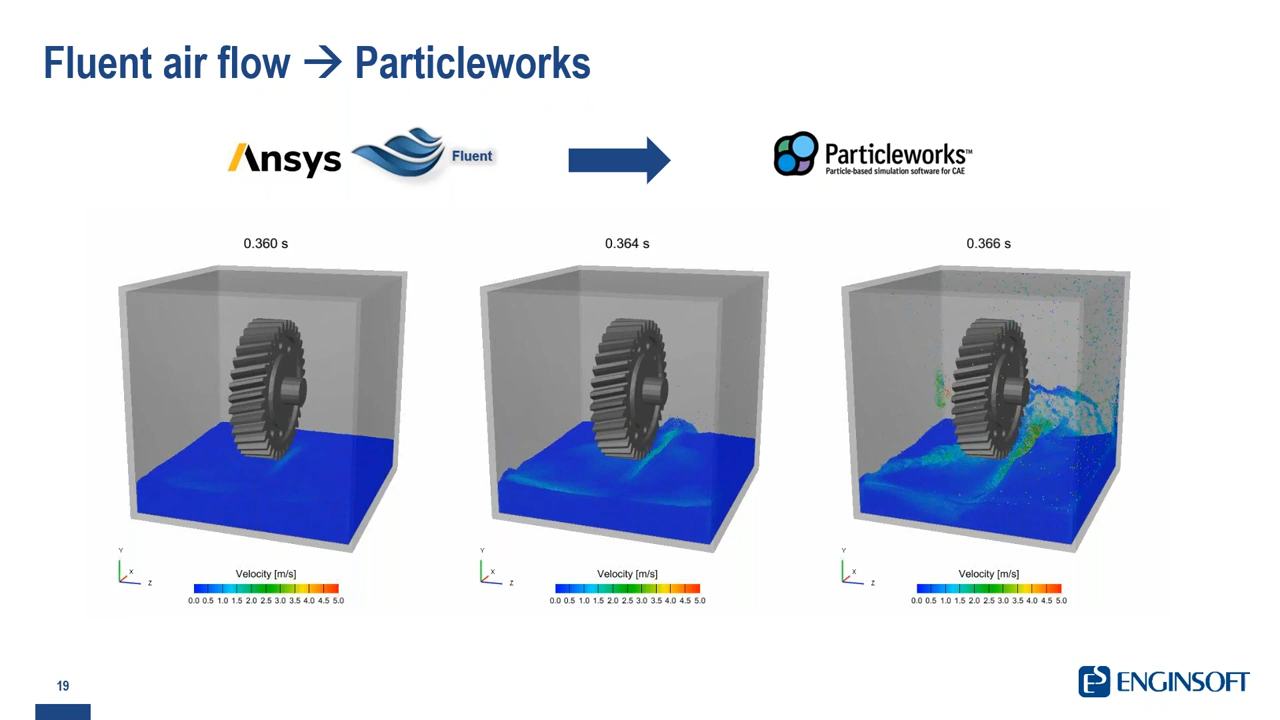 Fluent air flow → Particleworks
Ansys Fluent
Particleworks™
Particle-based simulation software for CAE
0.360 s
0.364 s
0.366 s
Y
X
Z
Velocity [m/s]
0.0 0.5 1.0 1.5 2.0 2.5 3.0 3.5 4.0 4.5 5.0
Y
X
Z
Velocity [m/s]
0.0 0.5 1.0 1.5 2.0 2.5 3.0 3.5 4.0 4.5 5.0
Y
X
Z
Velocity [m/s]
0.0 0.5 1.0 1.5 2.0 2.5 3.0 3.5 4.0 4.5 5.0
19
ENGINSOFT